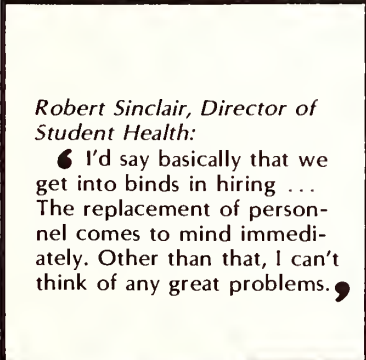 Robert Sinclair, Director of
Student Health:
❛ I'd say basically that we
get into binds in hiring ...
The replacement of person-
nel comes to mind immedi-
ately. Other than that, I can't
think of any great problems.❜